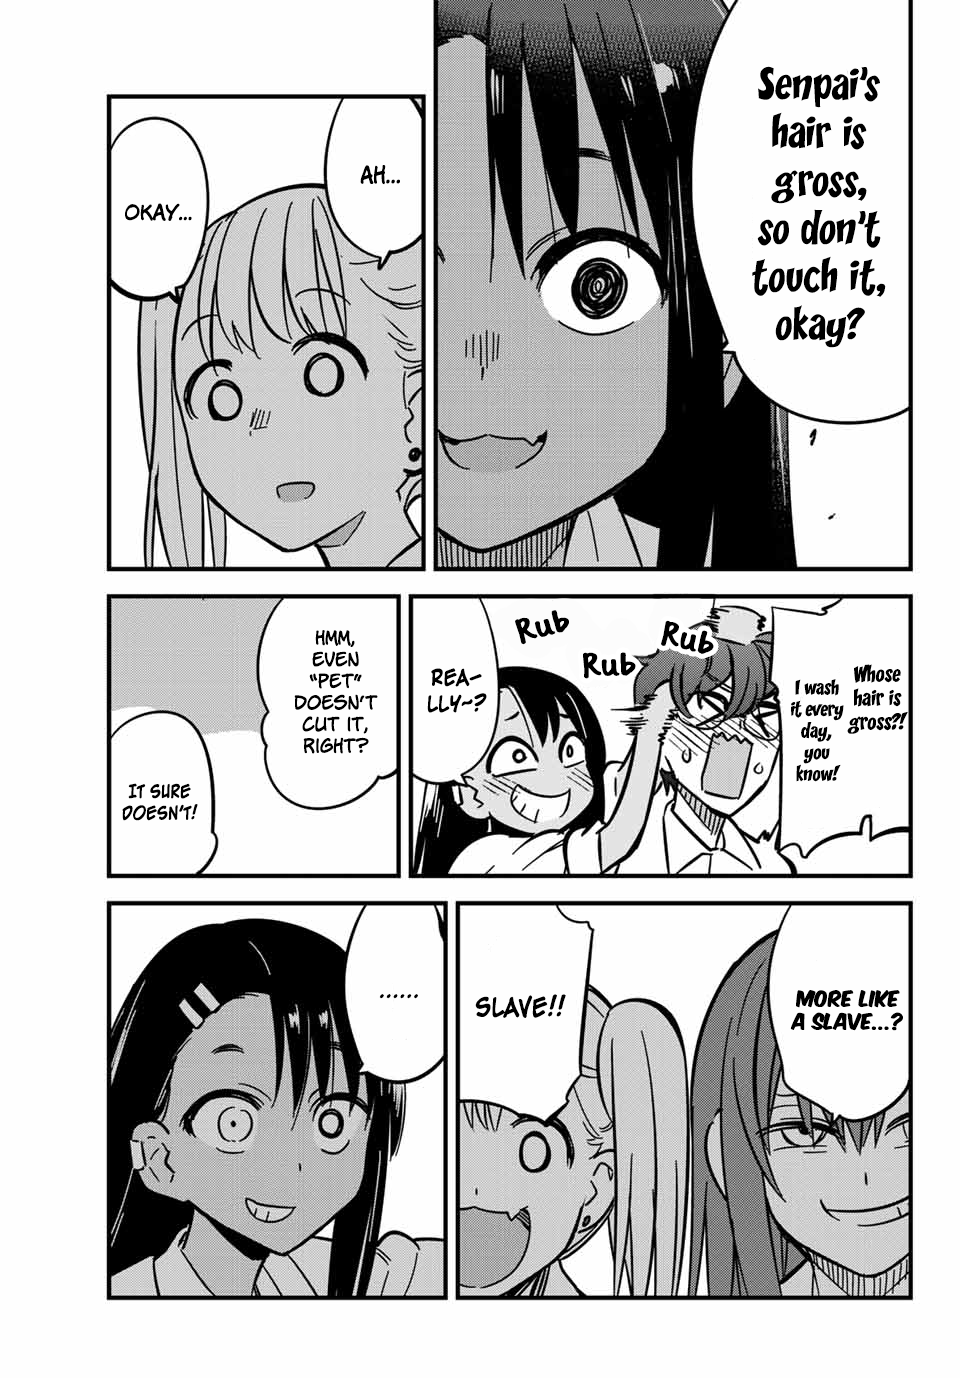 Senpai's
hair is
gross,
so don't
touch it,
okay?
AH...
OKAY...
Whose
hair is
gross?!
I wash
it every
day,
you
know!
Rub
Rub
Rub
REA-
LLY~?
HMM,
EVEN
"PET"
DOESN'T
CUT IT,
RIGHT?
IT SURE
DOESN'T!
MORE LIKE
A SLAVE...?
SLAVE!!
......